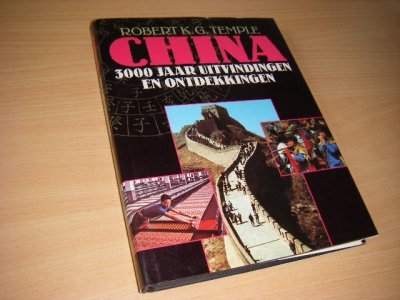 ROBERT K.G. TEMPLE
CHINA
3000 JAAR UITVINDINGEN
EN ONTDEKKINGEN